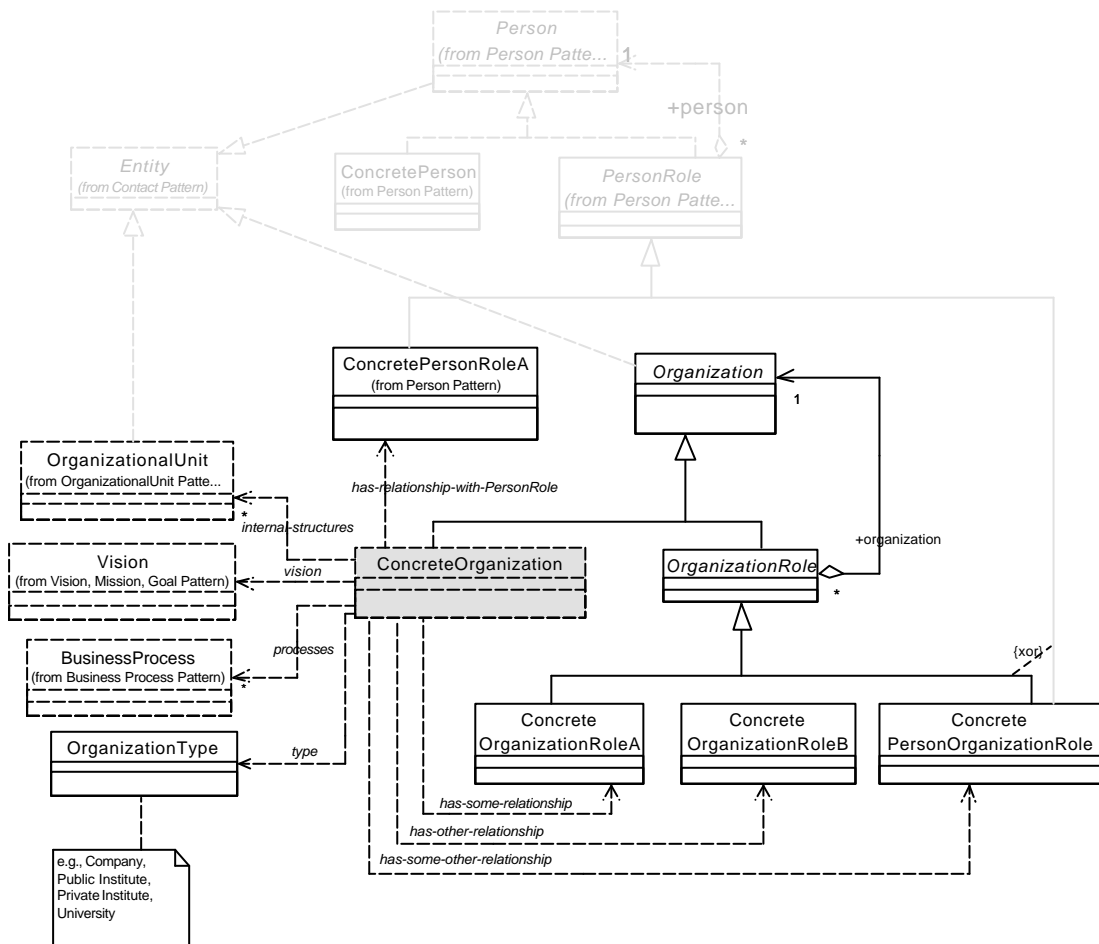 Person
(from Person Patte...
1
+person
*
Entity
(from Contact Pattern)
ConcretePerson
(from Person Pattern)
PersonRole
(from Person Patte...
ConcretePersonRoleA
(from Person Pattern)
Organization
1
OrganizationalUnit
(from OrganizationalUnit Patte...
*
has-relationship-with-PersonRole
internal-structures
+organization
Vision
(from Vision, Mission, Goal Pattern)
vision
ConcreteOrganization
OrganizationRole
*
processes
BusinessProcess
(from Business Process Pattern)
*
{xor}
OrganizationType
type
Concrete
OrganizationRoleA
Concrete
OrganizationRoleB
Concrete
PersonOrganizationRole
has-some-relationship
has-other-relationship
has-some-other-relationship
e.g., Company,
Public Institute,
Private Institute,
University